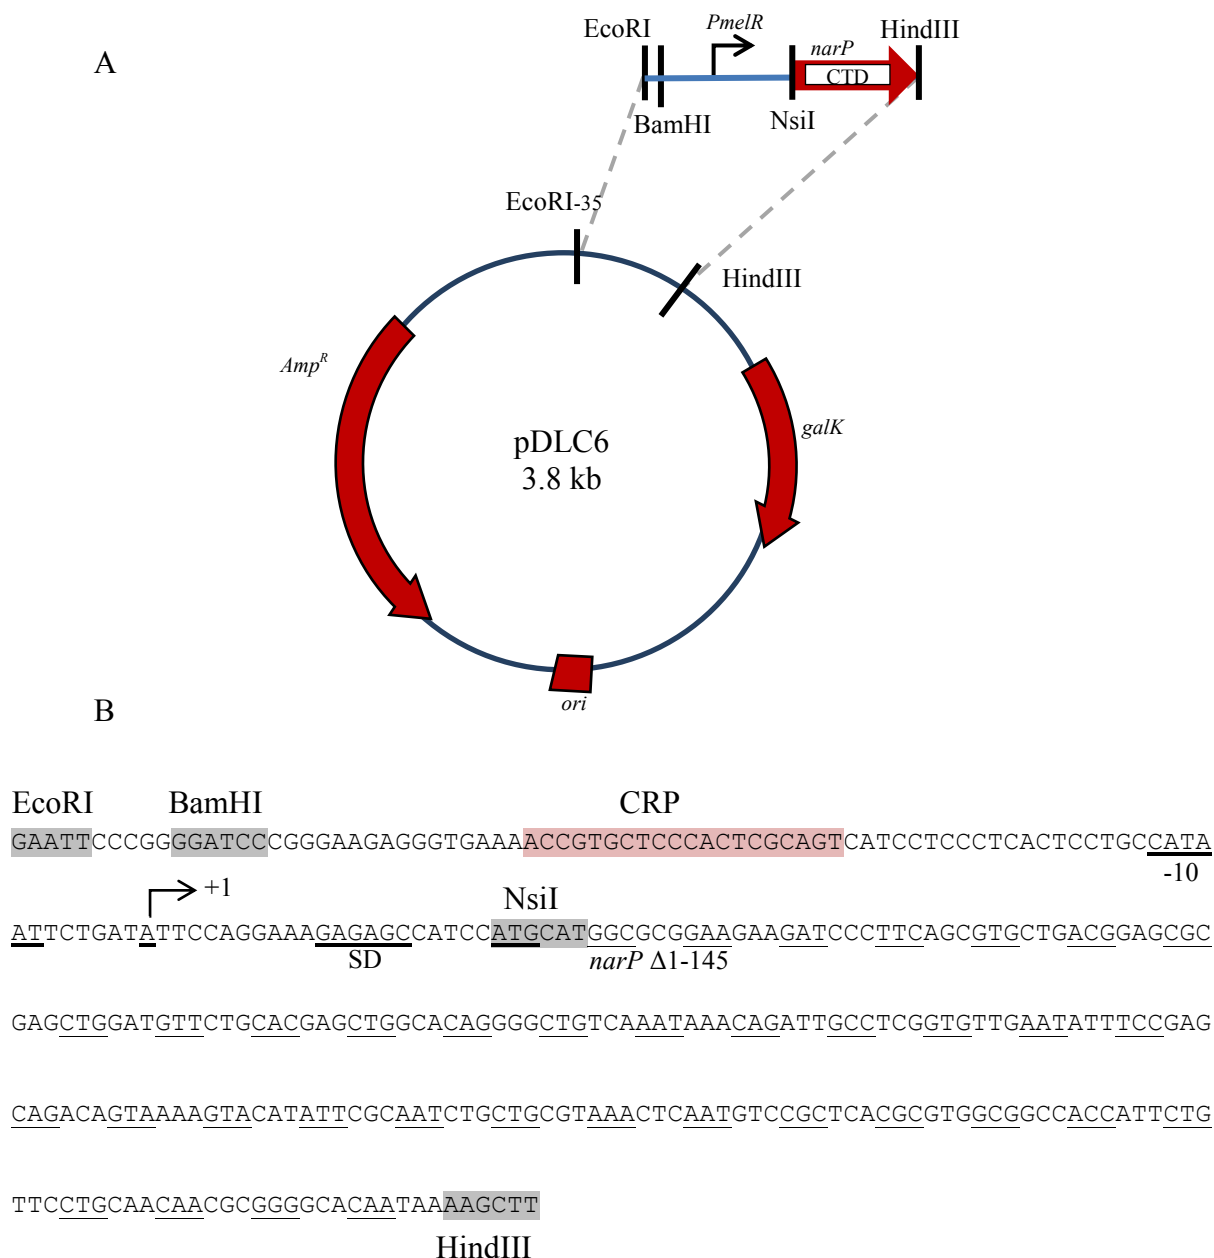 A
EcoRI
PmelR
narP
HindIII
CTD
BamHI
NsiI
EcoRI-35
HindIII
Amp^R
galK
pDLC6
3.8 kb
ori
B
EcoRI BamHI CRP
GAATTCCCGGGGATCCCGGGAAGAGGGTGAAAACCGTGCTCCCACTCGCAGTCATCCTCCCTCACTCCTGCCATA
-10
+1 NsiI
ATTCTGATATTCCAGGAAAGAGAGCCATCCATGCATGGCGCGGAAGAAGATCCCTTCAGCGTGCTGACGGAGCGC
SD narP Δ1-145
GAGCTGGATGTTCTGCACGAGCTGGCACAGGGGCTGTCAAATAAACAGATTGCCTCGGTGTTGAATATTTCCGAG
CAGACAGTAAAAGTACATATTCGCAATCTGCTGCGTAAACTCAATGTCCGCTCACGCGTGGCGGCCACCATTCTG
TTCCTGCAACAACGCGGGGCACAATAAAAGCTT
HindIII